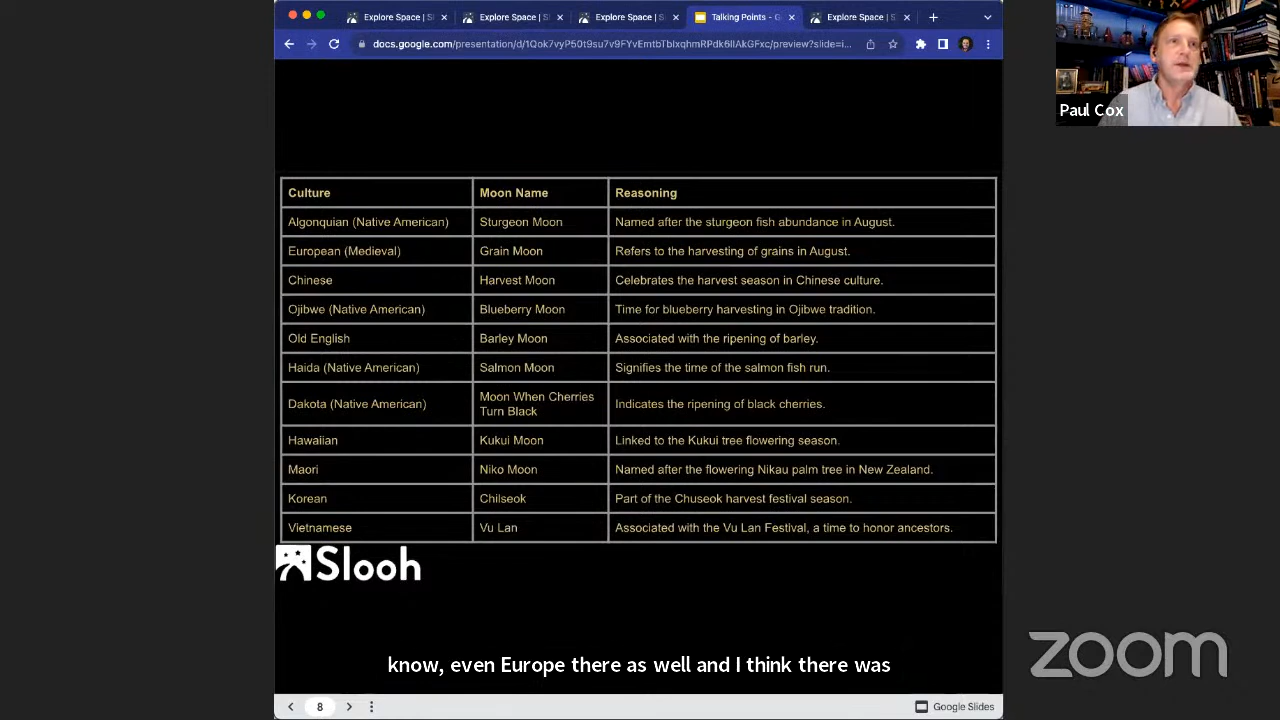 Explore Space | S
Explore Space | S
Explore Space | S
Talking Points - G
Explore Space | S
docs.google.com/presentation/d/1Qok7vyP50t9su7v9FYvEmtbTbIxqhmRPdk6lIAkGFxc/preview?slide=i...
Paul Cox
Culture Moon Name Reasoning
Algonquian (Native American) Sturgeon Moon Named after the sturgeon fish abundance in August.
European (Medieval) Grain Moon Refers to the harvesting of grains in August.
Chinese Harvest Moon Celebrates the harvest season in Chinese culture.
Ojibwe (Native American) Blueberry Moon Time for blueberry harvesting in Ojibwe tradition.
Old English Barley Moon Associated with the ripening of barley.
Haida (Native American) Salmon Moon Signifies the time of the salmon fish run.
Dakota (Native American) Moon When Cherries Turn Black Indicates the ripening of black cherries.
Hawaiian Kukui Moon Linked to the Kukui tree flowering season.
Maori Niko Moon Named after the flowering Nikau palm tree in New Zealand.
Korean Chilseok Part of the Chuseok harvest festival season.
Vietnamese Vu Lan Associated with the Vu Lan Festival, a time to honor ancestors.
Slooh
know, even Europe there as well and I think there was
zoom
8
Google Slides